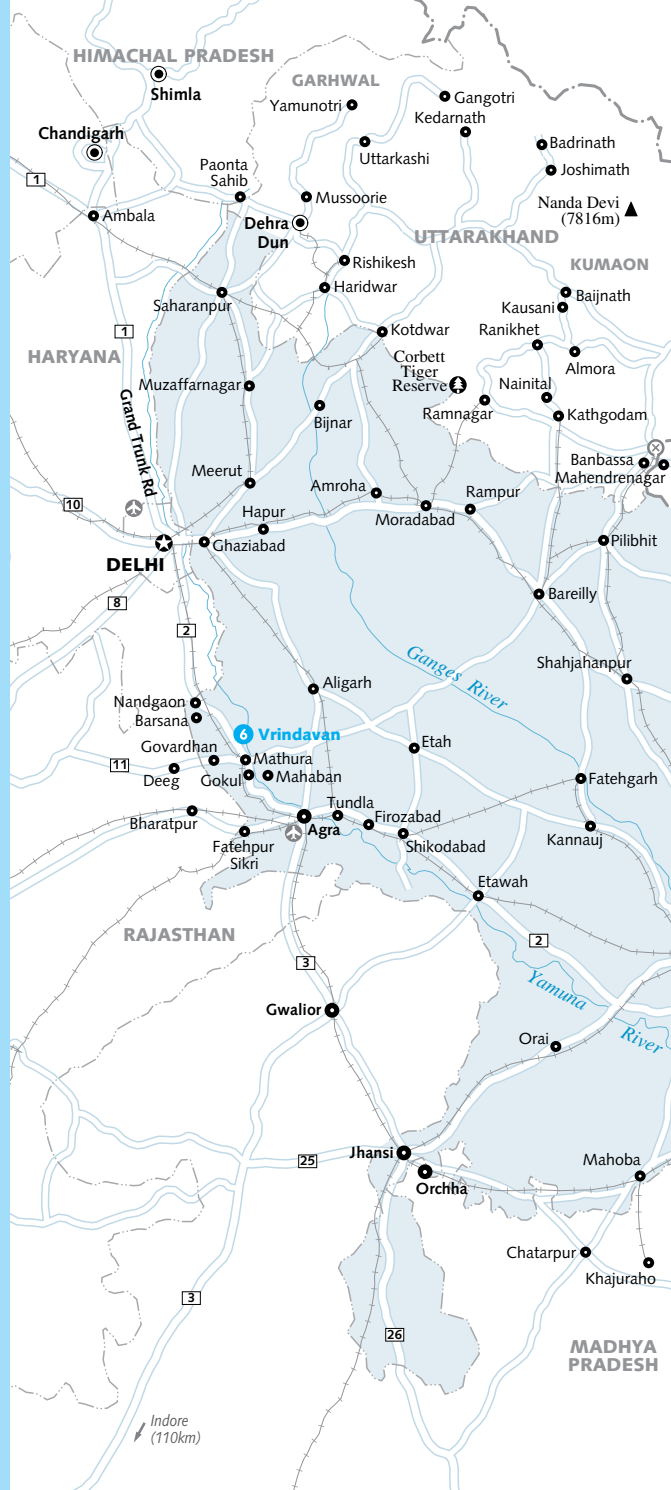 HIMACHAL PRADESH
Shimla
GARHWAL
Yamunotri
Gangotri
Kedarnath
Chandigarh
Uttarkashi
Badrinath
Joshimath
1
Paonta
Sahib
Mussoorie
Nanda Devi
(7816m)
Ambala
Dehra
Dun
UTTARAKHAND
Rishikesh
KUMAON
Haridwar
Saharanpur
Baijnath
Kausani
1
Kotdwar
Ranikhet
HARYANA
Corbett
Tiger
Reserve
Almora
Muzaffarnagar
Nainital
Grand Trunk Rd
Bijnar
Ramnagar
Kathgodam
Banbassa
Mahendrenagar
Meerut
Amroha
Rampur
10
Moradabad
Hapur
DELHI
Ghaziabad
Pilibhit
8
Bareilly
2
Ganges River
Shahjahanpur
Aligarh
Nandgaon
Barsana
6 Vrindavan
Govardhan
Etah
11
Mathura
Deeg
Gokul
Mahaban
Fatehgarh
Tundla
Bharatpur
Agra
Firozabad
Fatehpur
Sikri
Shikodabad
Kannauj
Etawah
RAJASTHAN
2
3
Yamuna
River
Gwalior
Orai
Jhansi
25
Orchha
Mahoba
Chatarpur
Khajuraho
3
26
MADHYA
PRADESH
Indore
(110km)